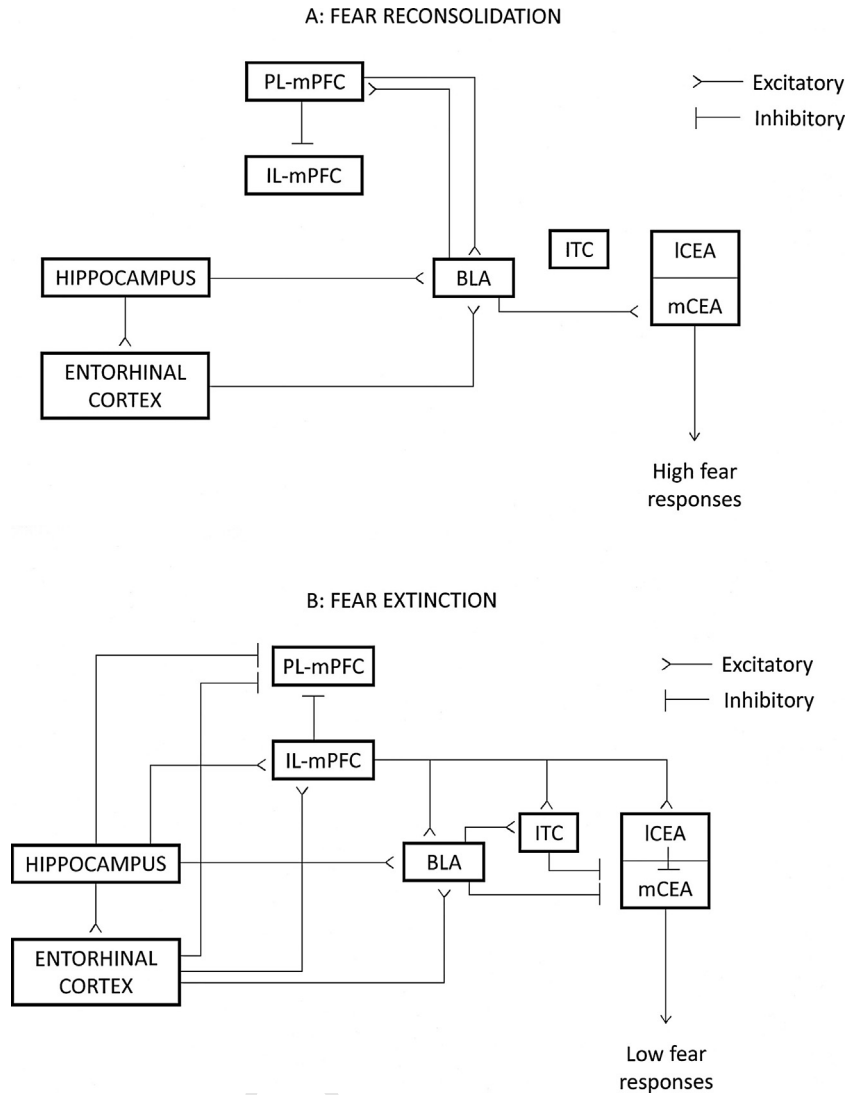 A: FEAR RECONSOLIDATION
PL-mPFC
Excitatory
Inhibitory
IL-mPFC
ITC
lCEA
HIPPOCAMPUS
BLA
mCEA
ENTORHINAL
CORTEX
High fear
responses
B: FEAR EXTINCTION
PL-mPFC
Excitatory
Inhibitory
IL-mPFC
ITC
lCEA
HIPPOCAMPUS
BLA
mCEA
ENTORHINAL
CORTEX
Low fear
responses